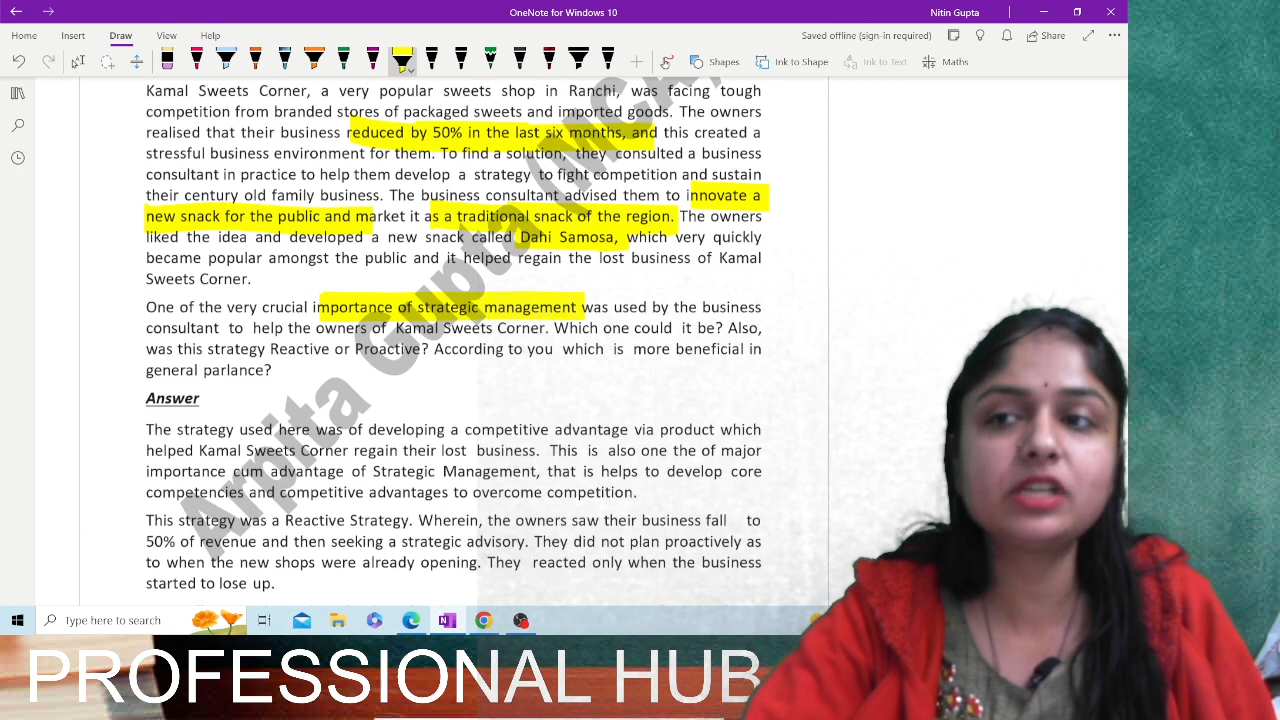 OneNote for Windows 10
Nitin Gupta
Home Insert Draw View Help
Saved offline (sign-in required)
Share
Shapes
Ink to Shape
Ink to Text
Maths
Kamal Sweets Corner, a very popular sweets shop in Ranchi, was facing tough
competition from branded stores of packaged sweets and imported goods. The owners
realised that their business reduced by 50% in the last six months, and this created a
stressful business environment for them. To find a solution, they consulted a business
consultant in practice to help them develop a strategy to fight competition and sustain
their century old family business. The business consultant advised them to innovate a
new snack for the public and market it as a traditional snack of the region. The owners
liked the idea and developed a new snack called Dahi Samosa, which very quickly
became popular amongst the public and it helped regain the lost business of Kamal
Sweets Corner.
One of the very crucial importance of strategic management was used by the business
consultant to help the owners of Kamal Sweets Corner. Which one could it be? Also,
was this strategy Reactive or Proactive? According to you which is more beneficial in
general parlance?
Answer
The strategy used here was of developing a competitive advantage via product which
helped Kamal Sweets Corner regain their lost business. This is also one the of major
importance cum advantage of Strategic Management, that is helps to develop core
competencies and competitive advantages to overcome competition.
This strategy was a Reactive Strategy. Wherein, the owners saw their business fall to
50% of revenue and then seeking a strategic advisory. They did not plan proactively as
to when the new shops were already opening. They reacted only when the business
started to lose up.
Arpita Gupta (MCA,
Type here to search
PROFESSIONAL HUB